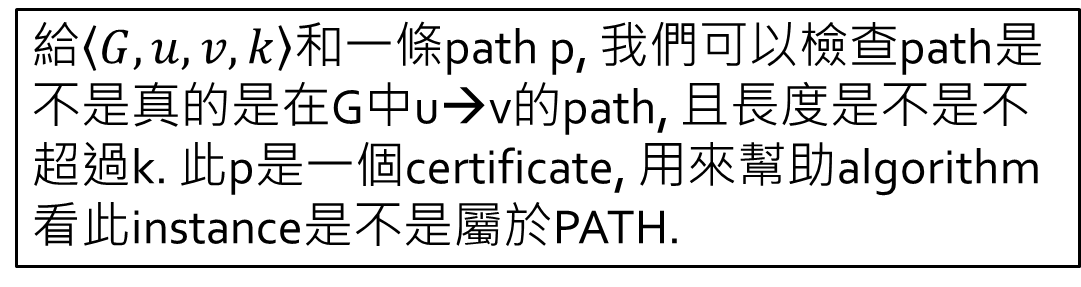 給⟨𝐺, 𝑢, 𝑣, 𝑘⟩和一條path p, 我們可以檢查path是
不是真的是在G中u→v的path, 且長度是不是不
超過k. 此p是一個certificate, 用來幫助algorithm
看此instance是不是屬於PATH.